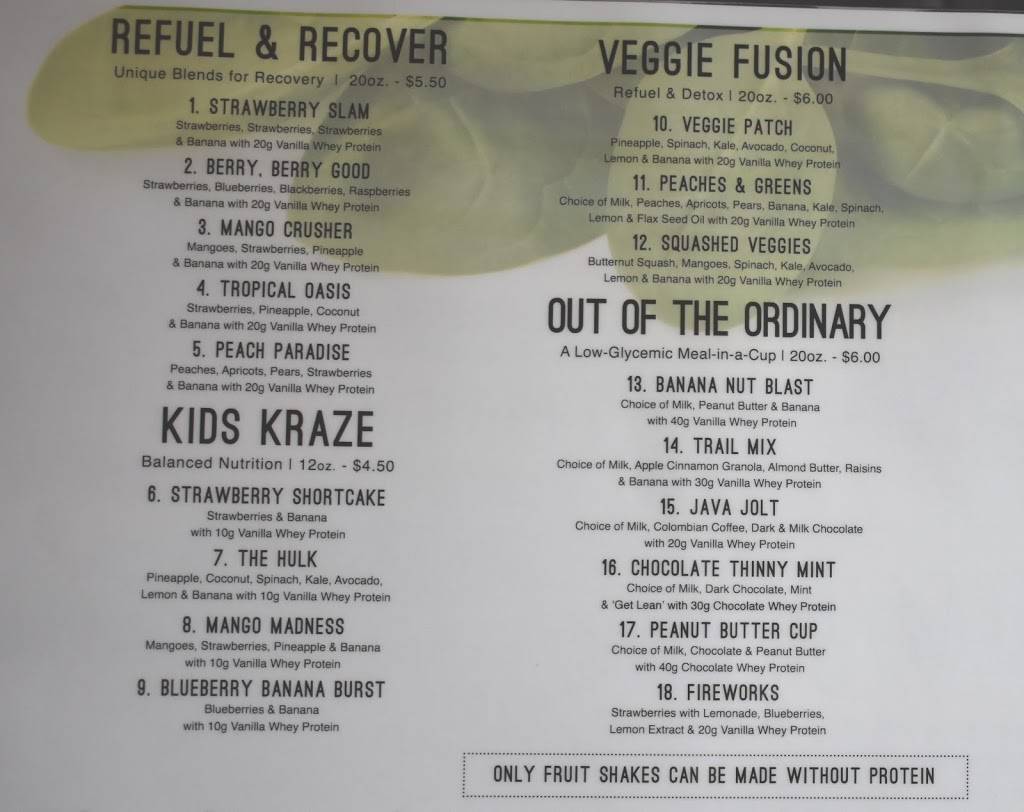 REFUEL & RECOVER
Unique Blends for Recovery | 20oz. - $5.50
1. STRAWBERRY SLAM
Strawberries, Strawberries, Strawberries
& Banana with 20g Vanilla Whey Protein
2. BERRY, BERRY GOOD
Strawberries, Blueberries, Blackberries, Raspberries
& Banana with 20g Vanilla Whey Protein
3. MANGO CRUSHER
Mangoes, Strawberries, Pineapple
& Banana with 20g Vanilla Whey Protein
4. TROPICAL OASIS
Strawberries, Pineapple, Coconut
& Banana with 20g Vanilla Whey Protein
5. PEACH PARADISE
Peaches, Apricots, Pears, Strawberries
& Banana with 20g Vanilla Whey Protein
KIDS KRAZE
Balanced Nutrition | 12oz. - $4.50
6. STRAWBERRY SHORTCAKE
Strawberries & Banana
with 10g Vanilla Whey Protein
7. THE HULK
Pineapple, Coconut, Spinach, Kale, Avocado,
Lemon & Banana with 10g Vanilla Whey Protein
8. MANGO MADNESS
Mangoes, Strawberries, Pineapple & Banana
with 10g Vanilla Whey Protein
9. BLUEBERRY BANANA BURST
Blueberries & Banana
with 10g Vanilla Whey Protein
VEGGIE FUSION
Refuel & Detox | 20oz. - $6.00
10. VEGGIE PATCH
Pineapple, Spinach, Kale, Avocado, Coconut,
Lemon & Banana with 20g Vanilla Whey Protein
11. PEACHES & GREENS
Choice of Milk, Peaches, Apricots, Pears, Banana, Kale, Spinach,
Lemon & Flax Seed Oil with 20g Vanilla Whey Protein
12. SQUASHED VEGGIES
Butternut Squash, Mangoes, Spinach, Kale, Avocado,
Lemon & Banana with 20g Vanilla Whey Protein
OUT OF THE ORDINARY
A Low-Glycemic Meal-in-a-Cup | 20oz. - $6.00
13. BANANA NUT BLAST
Choice of Milk, Peanut Butter & Banana
with 40g Vanilla Whey Protein
14. TRAIL MIX
Choice of Milk, Apple Cinnamon Granola, Almond Butter, Raisins
& Banana with 30g Vanilla Whey Protein
15. JAVA JOLT
Choice of Milk, Colombian Coffee, Dark & Milk Chocolate
with 20g Vanilla Whey Protein
16. CHOCOLATE THINNY MINT
Choice of Milk, Dark Chocolate, Mint
& 'Get Lean' with 30g Chocolate Whey Protein
17. PEANUT BUTTER CUP
Choice of Milk, Chocolate & Peanut Butter
with 40g Chocolate Whey Protein
18. FIREWORKS
Strawberries with Lemonade, Blueberries,
Lemon Extract & 20g Vanilla Whey Protein
ONLY FRUIT SHAKES CAN BE MADE WITHOUT PROTEIN